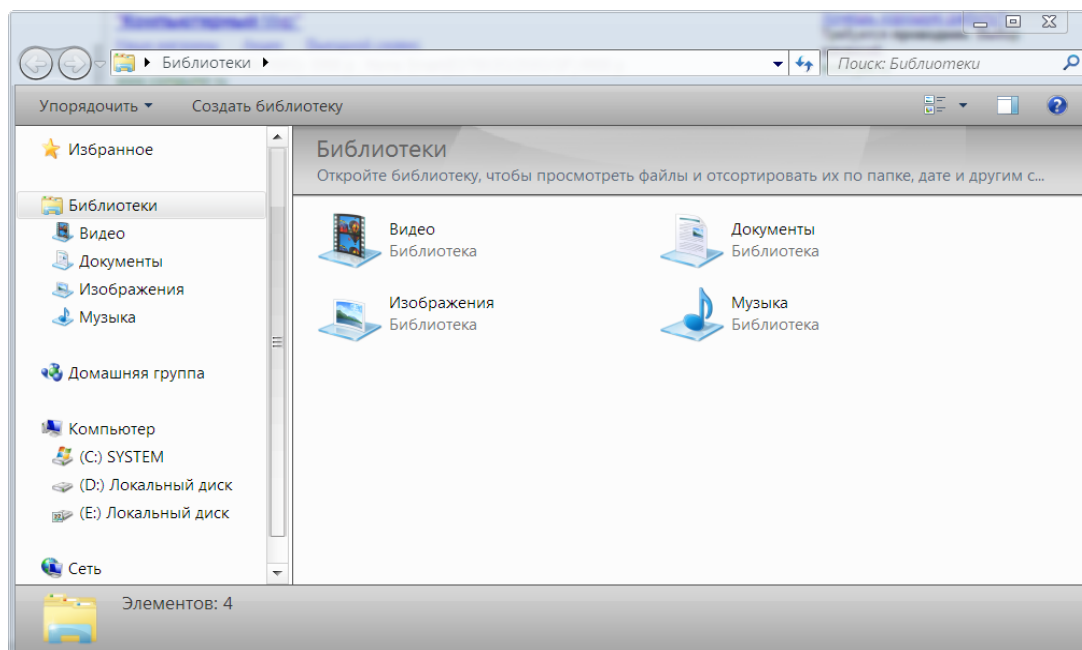 "Компьютерный Мир"
Библиотеки
Поиск: Библиотеки
Упорядочить
Создать библиотеку
Избранное
Библиотеки
Видео
Документы
Изображения
Музыка
Домашняя группа
Компьютер
(C:) SYSTEM
(D:) Локальный диск
(E:) Локальный диск
Сеть
Библиотеки
Откройте библиотеку, чтобы просмотреть файлы и отсортировать их по папке, дате и другим с...
Видео
Библиотека
Документы
Библиотека
Изображения
Библиотека
Музыка
Библиотека
Элементов: 4